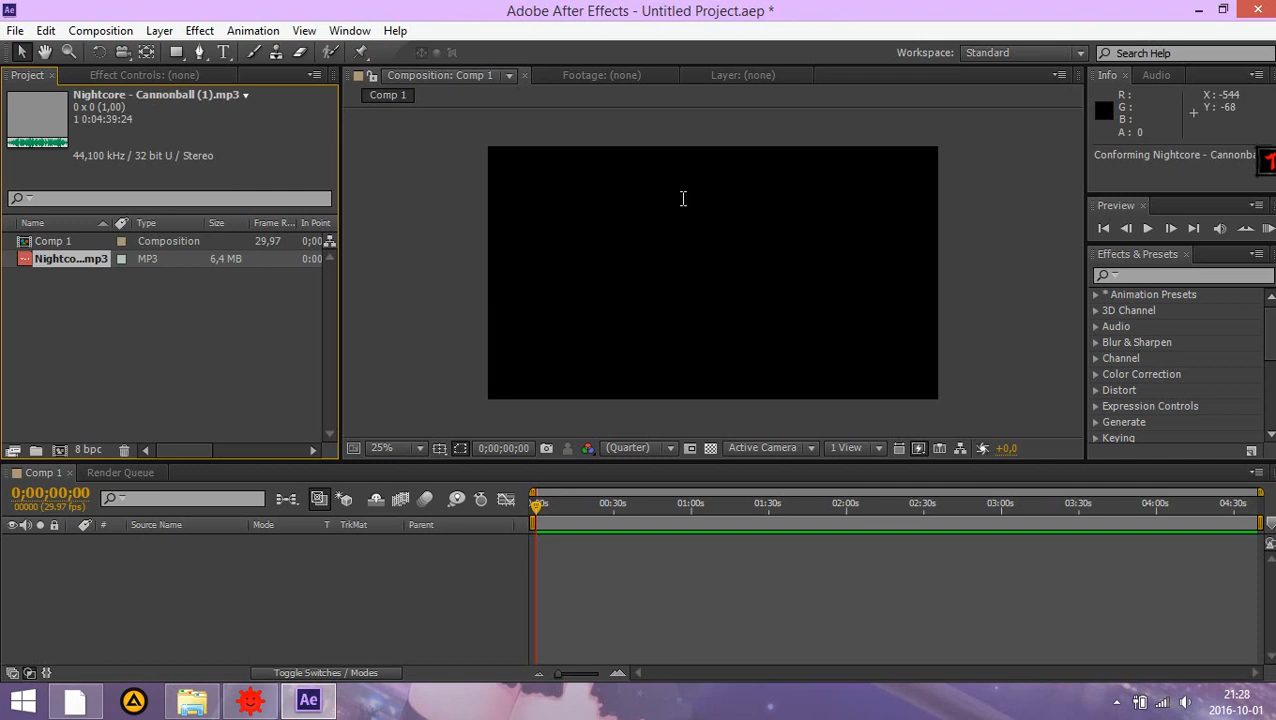 Ae
Adobe After Effects - Untitled Project.aep *
File Edit Composition Layer Effect Animation View Window Help
T
Workspace: Standard
Search Help
Project Effect Controls: (none)
Composition: Comp 1 Footage: (none) Layer: (none)
Info Audio
Nightcore - Cannonball (1).mp3
0 x 0 (1,00)
1 0:04:39:24
44,100 kHz / 32 bit U / Stereo
Comp 1
R :
G :
B :
A : 0
X : -544
Y : -68
Conforming Nightcore - Cannonba
Preview
Name Type Size Frame R... In Point
Comp 1 Composition 29,97 0;00
Nightco...mp3 MP3 6,4 MB 0:00
Effects & Presets
* Animation Presets
3D Channel
Audio
Blur & Sharpen
Channel
Color Correction
Distort
Expression Controls
Generate
Keying
8 bpc
25% 0;00;00;00 (Quarter) Active Camera 1 View +0,0
Comp 1 Render Queue
0;00;00;00
00000 (29.97 fps)
:00s 00:30s 01:00s 01:30s 02:00s 02:30s 03:00s 03:30s 04:00s 04:30s
# Source Name Mode T TrkMat Parent
Toggle Switches / Modes
Ae
21:28
2016-10-01